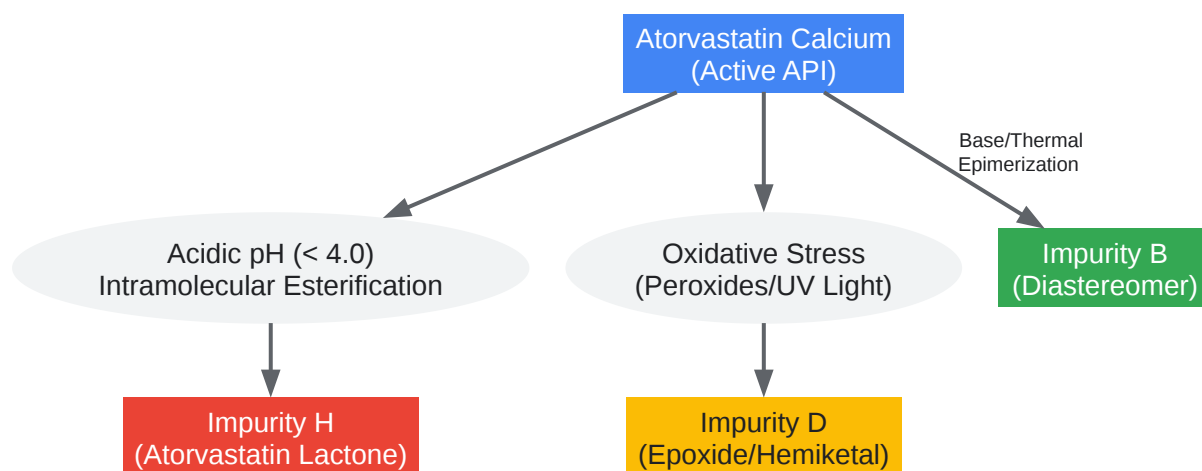 Atorvastatin Calcium
(Active API)
Base/Thermal
Epimerization
Acidic pH (< 4.0)
Intramolecular Esterification
Oxidative Stress
(Peroxides/UV Light)
Impurity B
(Diastereomer)
Impurity H
(Atorvastatin Lactone)
Impurity D
(Epoxide/Hemiketal)